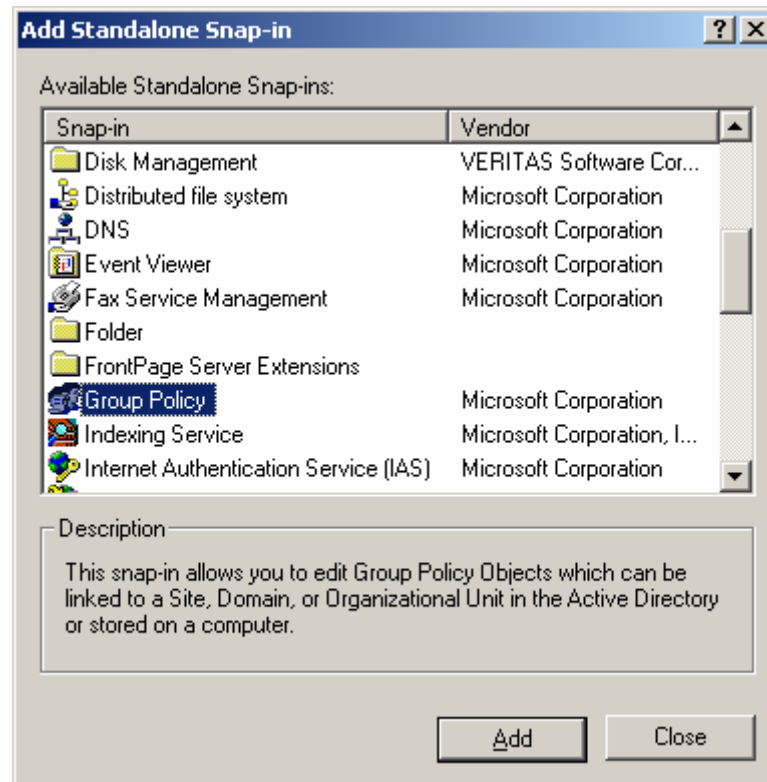 Add Standalone Snap-in
Available Standalone Snap-ins:
Snap-in Vendor
Disk Management VERITAS Software Cor...
Distributed file system Microsoft Corporation
DNS Microsoft Corporation
Event Viewer Microsoft Corporation
Fax Service Management Microsoft Corporation
Folder
FrontPage Server Extensions
Group Policy Microsoft Corporation
Indexing Service Microsoft Corporation, I...
Internet Authentication Service (IAS) Microsoft Corporation
Description
This snap-in allows you to edit Group Policy Objects which can be
linked to a Site, Domain, or Organizational Unit in the Active Directory
or stored on a computer.
Add Close